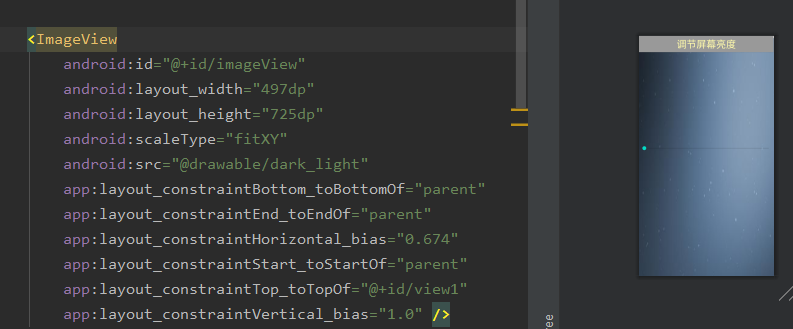 <ImageView
android:id="@+id/imageView"
android:layout_width="497dp"
android:layout_height="725dp"
android:scaleType="fitXY"
android:src="@drawable/dark_light"
app:layout_constraintBottom_toBottomOf="parent"
app:layout_constraintEnd_toEndOf="parent"
app:layout_constraintHorizontal_bias="0.674"
app:layout_constraintStart_toStartOf="parent"
app:layout_constraintTop_toTopOf="@+id/view1"
app:layout_constraintVertical_bias="1.0" />
调节屏幕亮度